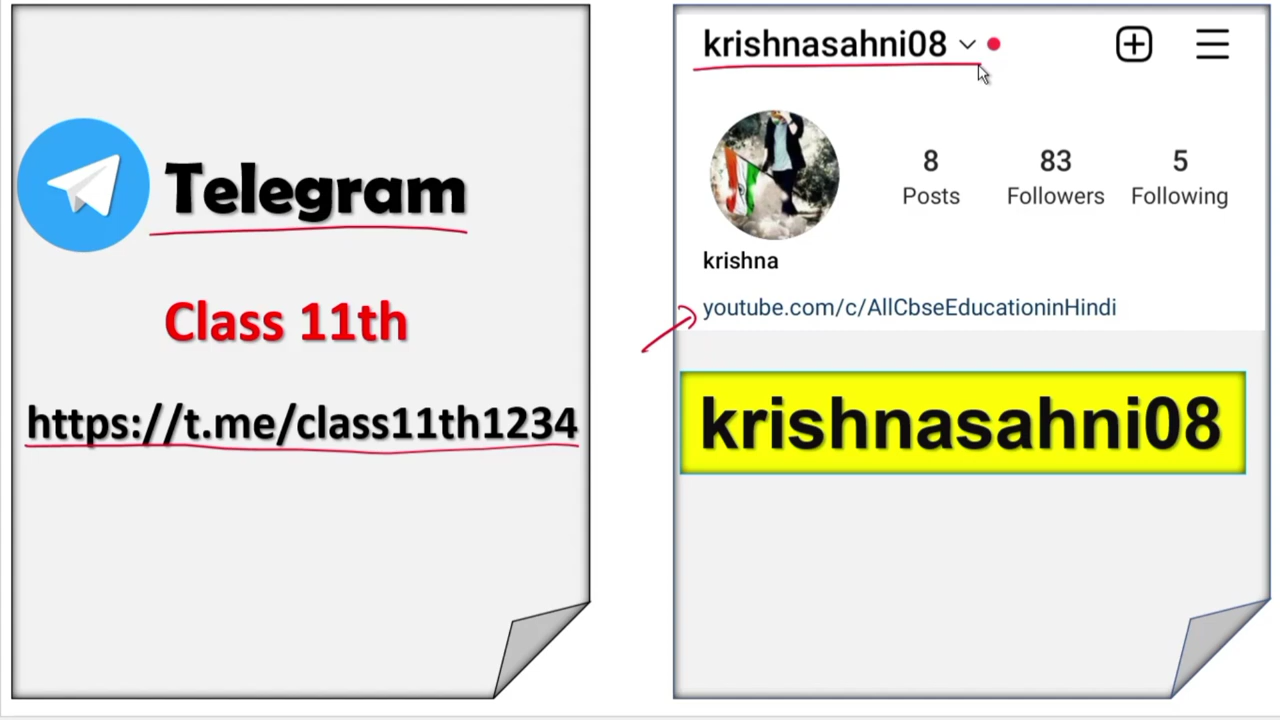 Telegram
Class 11th
https://t.me/class11th1234
krishnasahni08
8 83 5
Posts Followers Following
krishna
youtube.com/c/AllCbseEducationinHindi
krishnasahni08